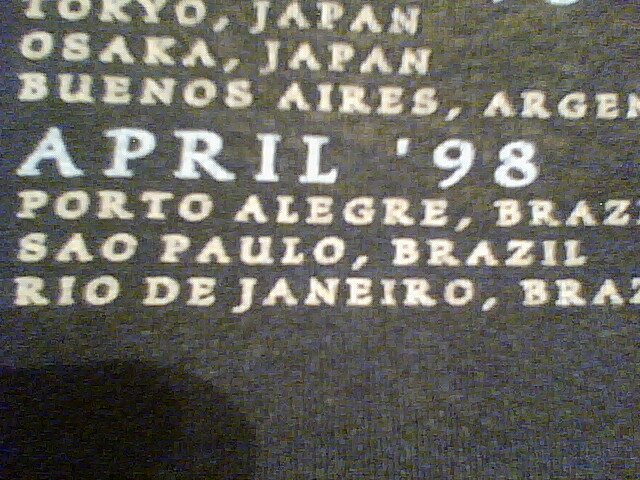 TOKYO, JAPAN
OSAKA, JAPAN
BUENOS AIRES, ARGEN
APRIL '98
PORTO ALEGRE, BRAZ
SAO PAULO, BRAZIL
RIO DE JANEIRO, BRAZ